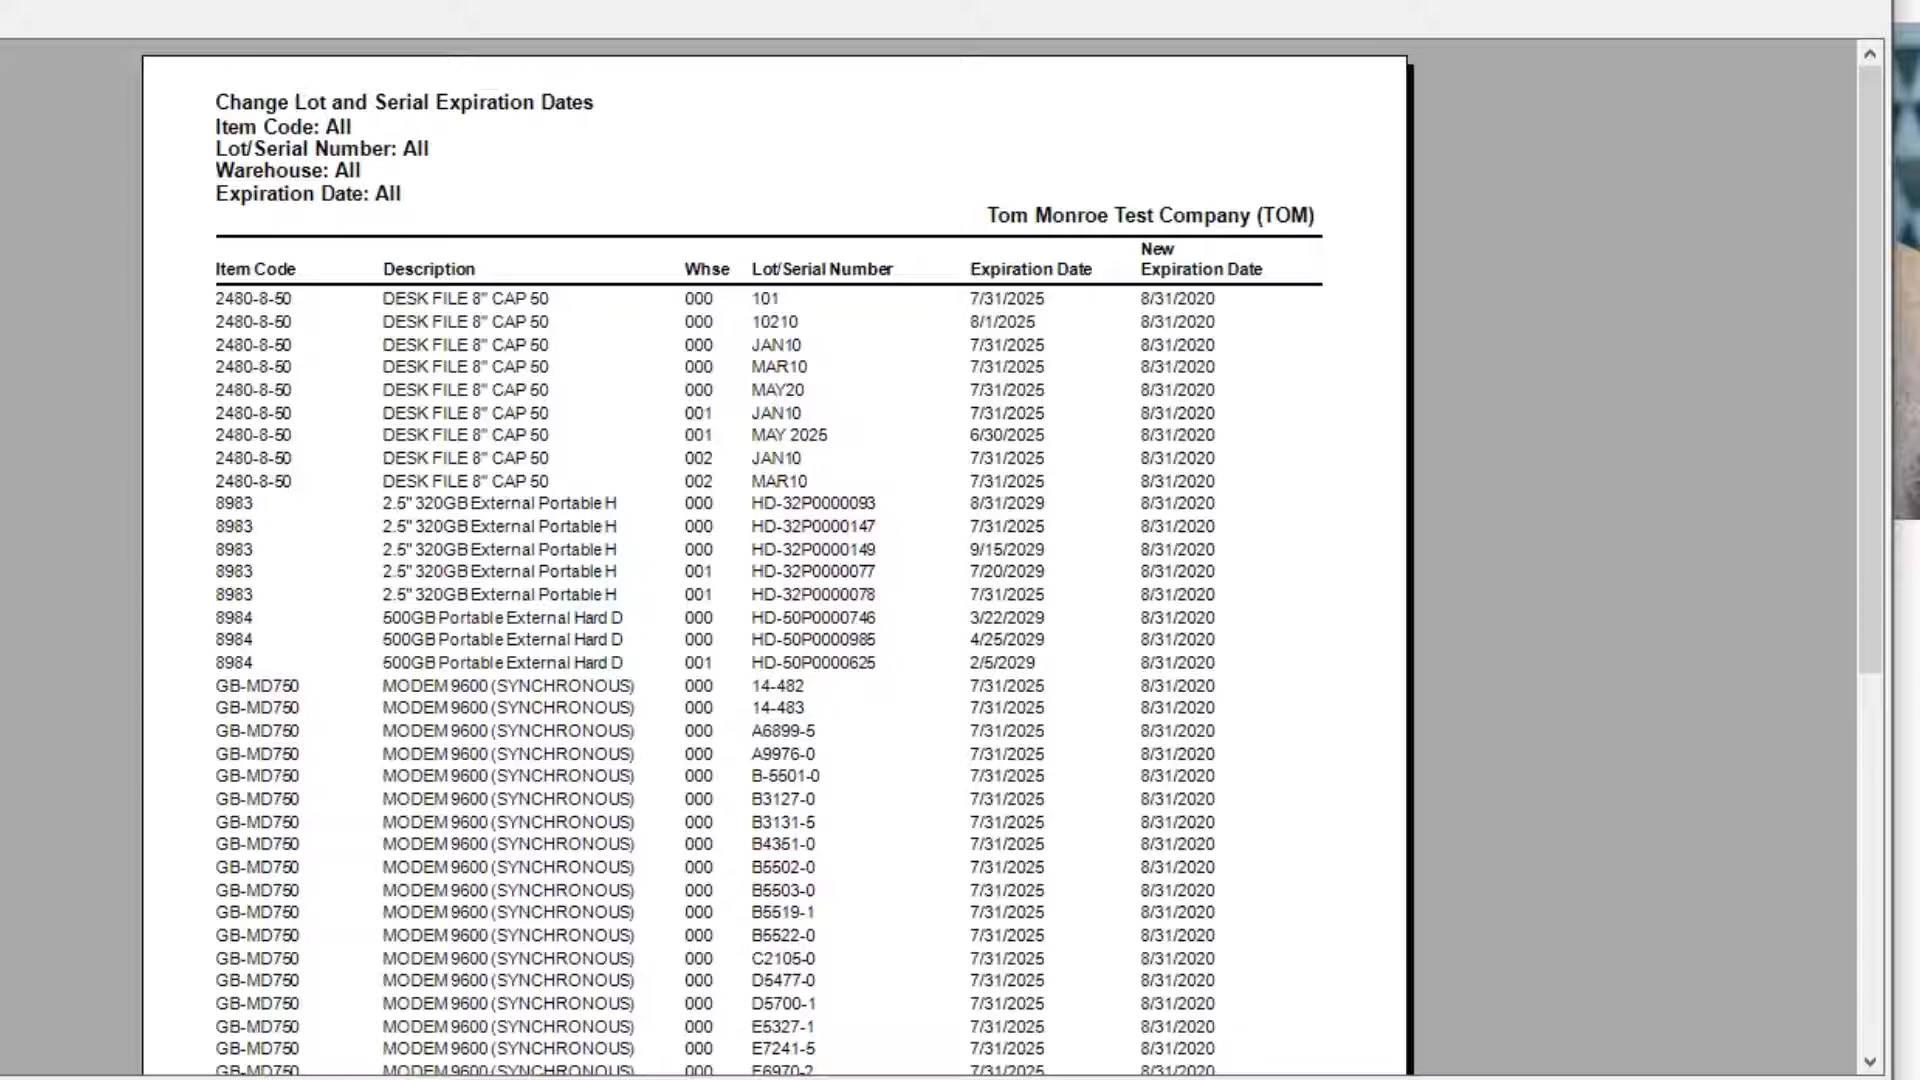 Change Lot and Serial Expiration Dates
Item Code: All
Lot/Serial Number: All
Warehouse: All
Expiration Date: All
Tom Monroe Test Company (TOM)
New
Item Code Description Whse Lot/Serial Number Expiration Date Expiration Date
2480-8-50 DESK FILE 8" CAP 50 000 101 7/31/2025 8/31/2020
2480-8-50 DESK FILE 8" CAP 50 000 10210 8/1/2025 8/31/2020
2480-8-50 DESK FILE 8" CAP 50 000 JAN10 7/31/2025 8/31/2020
2480-8-50 DESK FILE 8" CAP 50 000 MAR10 7/31/2025 8/31/2020
2480-8-50 DESK FILE 8" CAP 50 000 MAY20 7/31/2025 8/31/2020
2480-8-50 DESK FILE 8" CAP 50 001 JAN10 7/31/2025 8/31/2020
2480-8-50 DESK FILE 8" CAP 50 001 MAY 2025 6/30/2025 8/31/2020
2480-8-50 DESK FILE 8" CAP 50 002 JAN10 7/31/2025 8/31/2020
2480-8-50 DESK FILE 8" CAP 50 002 MAR10 7/31/2025 8/31/2020
8983 2.5" 320GB External Portable H 000 HD-32P0000093 8/31/2029 8/31/2020
8983 2.5" 320GB External Portable H 000 HD-32P0000147 7/31/2025 8/31/2020
8983 2.5" 320GB External Portable H 000 HD-32P0000149 9/15/2029 8/31/2020
8983 2.5" 320GB External Portable H 001 HD-32P0000077 7/20/2029 8/31/2020
8983 2.5" 320GB External Portable H 001 HD-32P0000078 7/31/2025 8/31/2020
8984 500GB Portable External Hard D 000 HD-50P0000746 3/22/2029 8/31/2020
8984 500GB Portable External Hard D 000 HD-50P0000985 4/25/2029 8/31/2020
8984 500GB Portable External Hard D 001 HD-50P0000625 2/5/2029 8/31/2020
GB-MD750 MODEM 9600 (SYNCHRONOUS) 000 14-482 7/31/2025 8/31/2020
GB-MD750 MODEM 9600 (SYNCHRONOUS) 000 14-483 7/31/2025 8/31/2020
GB-MD750 MODEM 9600 (SYNCHRONOUS) 000 A6899-5 7/31/2025 8/31/2020
GB-MD750 MODEM 9600 (SYNCHRONOUS) 000 A9976-0 7/31/2025 8/31/2020
GB-MD750 MODEM 9600 (SYNCHRONOUS) 000 B-5501-0 7/31/2025 8/31/2020
GB-MD750 MODEM 9600 (SYNCHRONOUS) 000 B3127-0 7/31/2025 8/31/2020
GB-MD750 MODEM 9600 (SYNCHRONOUS) 000 B3131-5 7/31/2025 8/31/2020
GB-MD750 MODEM 9600 (SYNCHRONOUS) 000 B4351-0 7/31/2025 8/31/2020
GB-MD750 MODEM 9600 (SYNCHRONOUS) 000 B5502-0 7/31/2025 8/31/2020
GB-MD750 MODEM 9600 (SYNCHRONOUS) 000 B5503-0 7/31/2025 8/31/2020
GB-MD750 MODEM 9600 (SYNCHRONOUS) 000 B5519-1 7/31/2025 8/31/2020
GB-MD750 MODEM 9600 (SYNCHRONOUS) 000 B5522-0 7/31/2025 8/31/2020
GB-MD750 MODEM 9600 (SYNCHRONOUS) 000 C2105-0 7/31/2025 8/31/2020
GB-MD750 MODEM 9600 (SYNCHRONOUS) 000 D5477-0 7/31/2025 8/31/2020
GB-MD750 MODEM 9600 (SYNCHRONOUS) 000 D5700-1 7/31/2025 8/31/2020
GB-MD750 MODEM 9600 (SYNCHRONOUS) 000 E5327-1 7/31/2025 8/31/2020
GB-MD750 MODEM 9600 (SYNCHRONOUS) 000 E7241-5 7/31/2025 8/31/2020
GB-MD750 MODEM 9600 (SYNCHRONOUS) 000 7/31/2025 8/31/2020